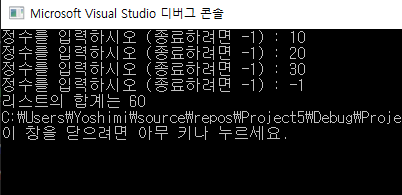 Microsoft Visual Studio 디버그 콘솔
정수를 입력하시오 (종료하려면 -1) : 10
정수를 입력하시오 (종료하려면 -1) : 20
정수를 입력하시오 (종료하려면 -1) : 30
정수를 입력하시오 (종료하려면 -1) : -1
리스트의 합계는 60
C:₩Users₩Yoshimi₩source₩repos₩Project5₩Debug₩Proje
이 창을 닫으려면 아무 키나 누르세요.